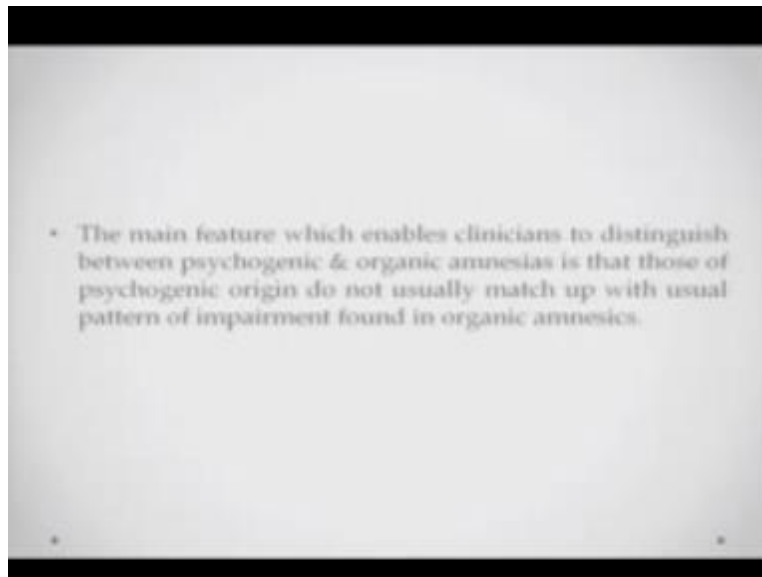 • The main feature which enables clinicians to distinguish
between psychogenic & organic amnesias is that those of
psychogenic origin do not usually match up with usual
pattern of impairment found in organic amnesics.